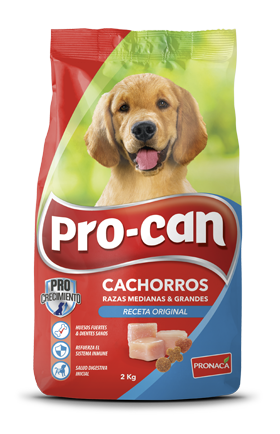 PRO-CAN
CACHORROS
RAZAS MEDIANAS & GRANDES
RECETA ORIGINAL
PRO
CRECIMIENTO
HUESOS FUERTES
& DIENTES SANOS
REFUERZA EL
SISTEMA INMUNE
SALUD DIGESTIVA
INICIAL
2 Kg
PRONACA